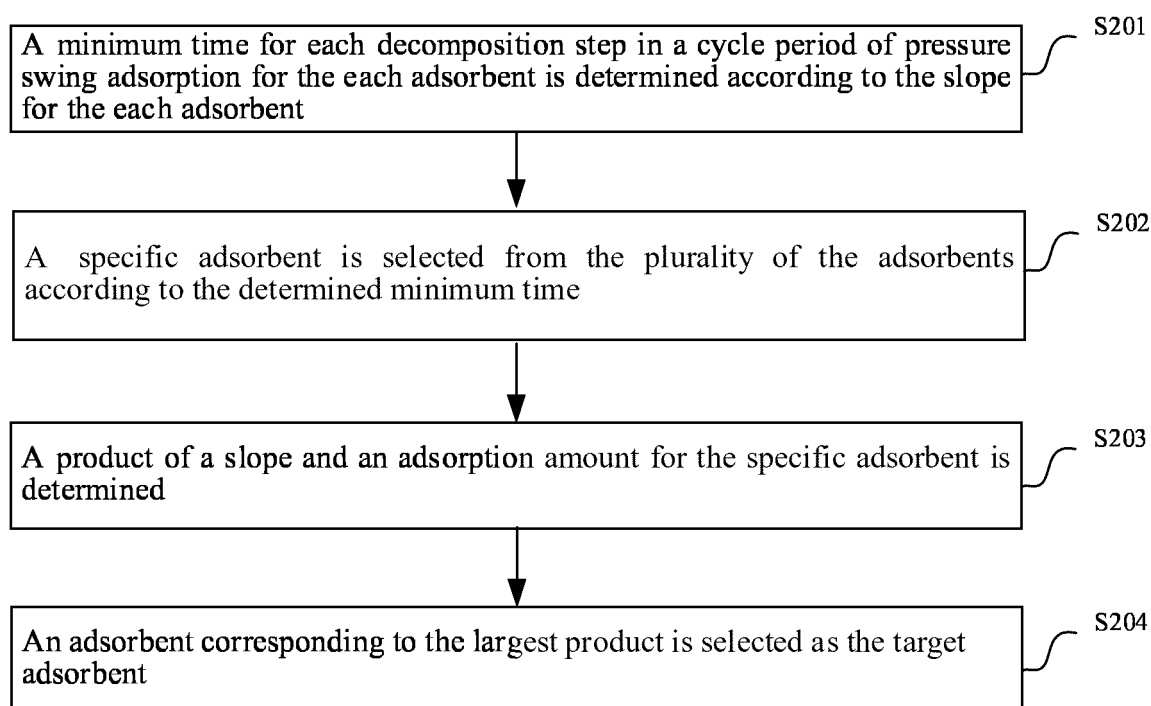 S201
A minimum time for each decomposition step in a cycle period of pressure
swing adsorption for the each adsorbent is determined according to the slope
for the each adsorbent
S202
A specific adsorbent is selected from the plurality of the adsorbents
according to the determined minimum time
S203
A product of a slope and an adsorption amount for the specific adsorbent is
determined
S204
An adsorbent corresponding to the largest product is selected as the target
adsorbent